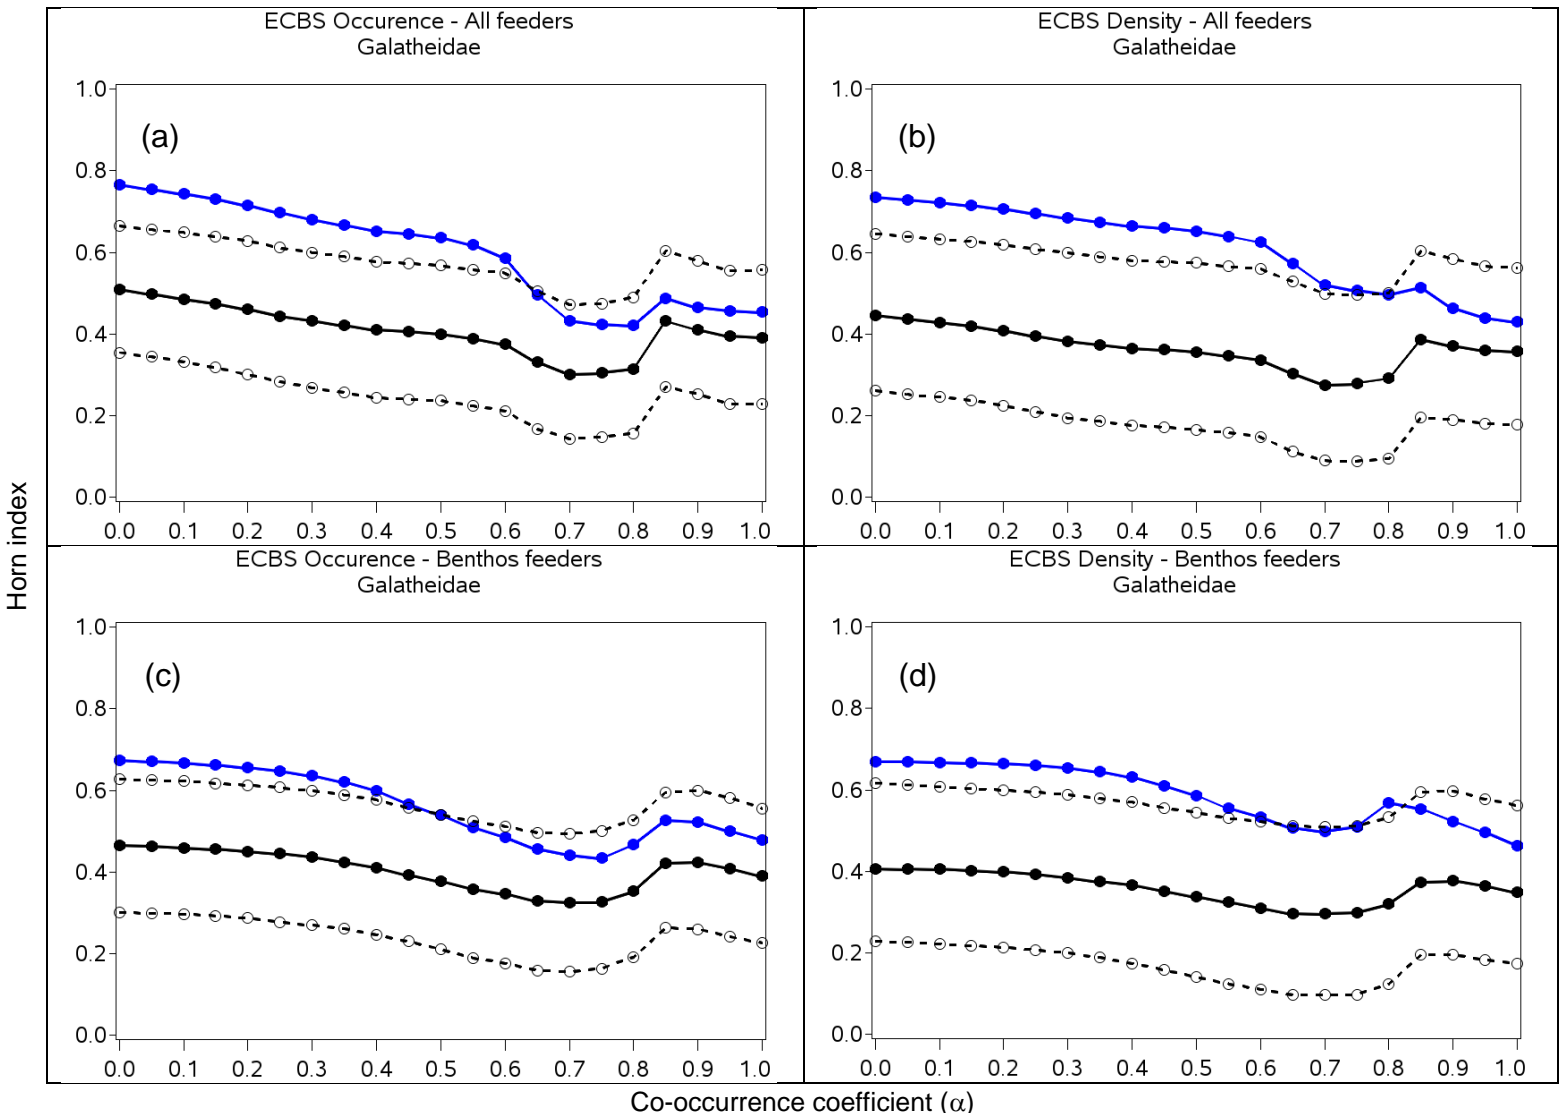 ECBS Occurence - All feeders
Galatheidae
(a)
1.0
0.8
0.6
0.4
0.2
0.0
0.0 0.1 0.2 0.3 0.4 0.5 0.6 0.7 0.8 0.9 1.0
ECBS Density - All feeders
Galatheidae
(b)
1.0
0.8
0.6
0.4
0.2
0.0
0.0 0.1 0.2 0.3 0.4 0.5 0.6 0.7 0.8 0.9 1.0
Horn index
ECBS Occurence - Benthos feeders
Galatheidae
(c)
1.0
0.8
0.6
0.4
0.2
0.0
0.0 0.1 0.2 0.3 0.4 0.5 0.6 0.7 0.8 0.9 1.0
ECBS Density - Benthos feeders
Galatheidae
(d)
1.0
0.8
0.6
0.4
0.2
0.0
0.0 0.1 0.2 0.3 0.4 0.5 0.6 0.7 0.8 0.9 1.0
Co-occurrence coefficient (α)